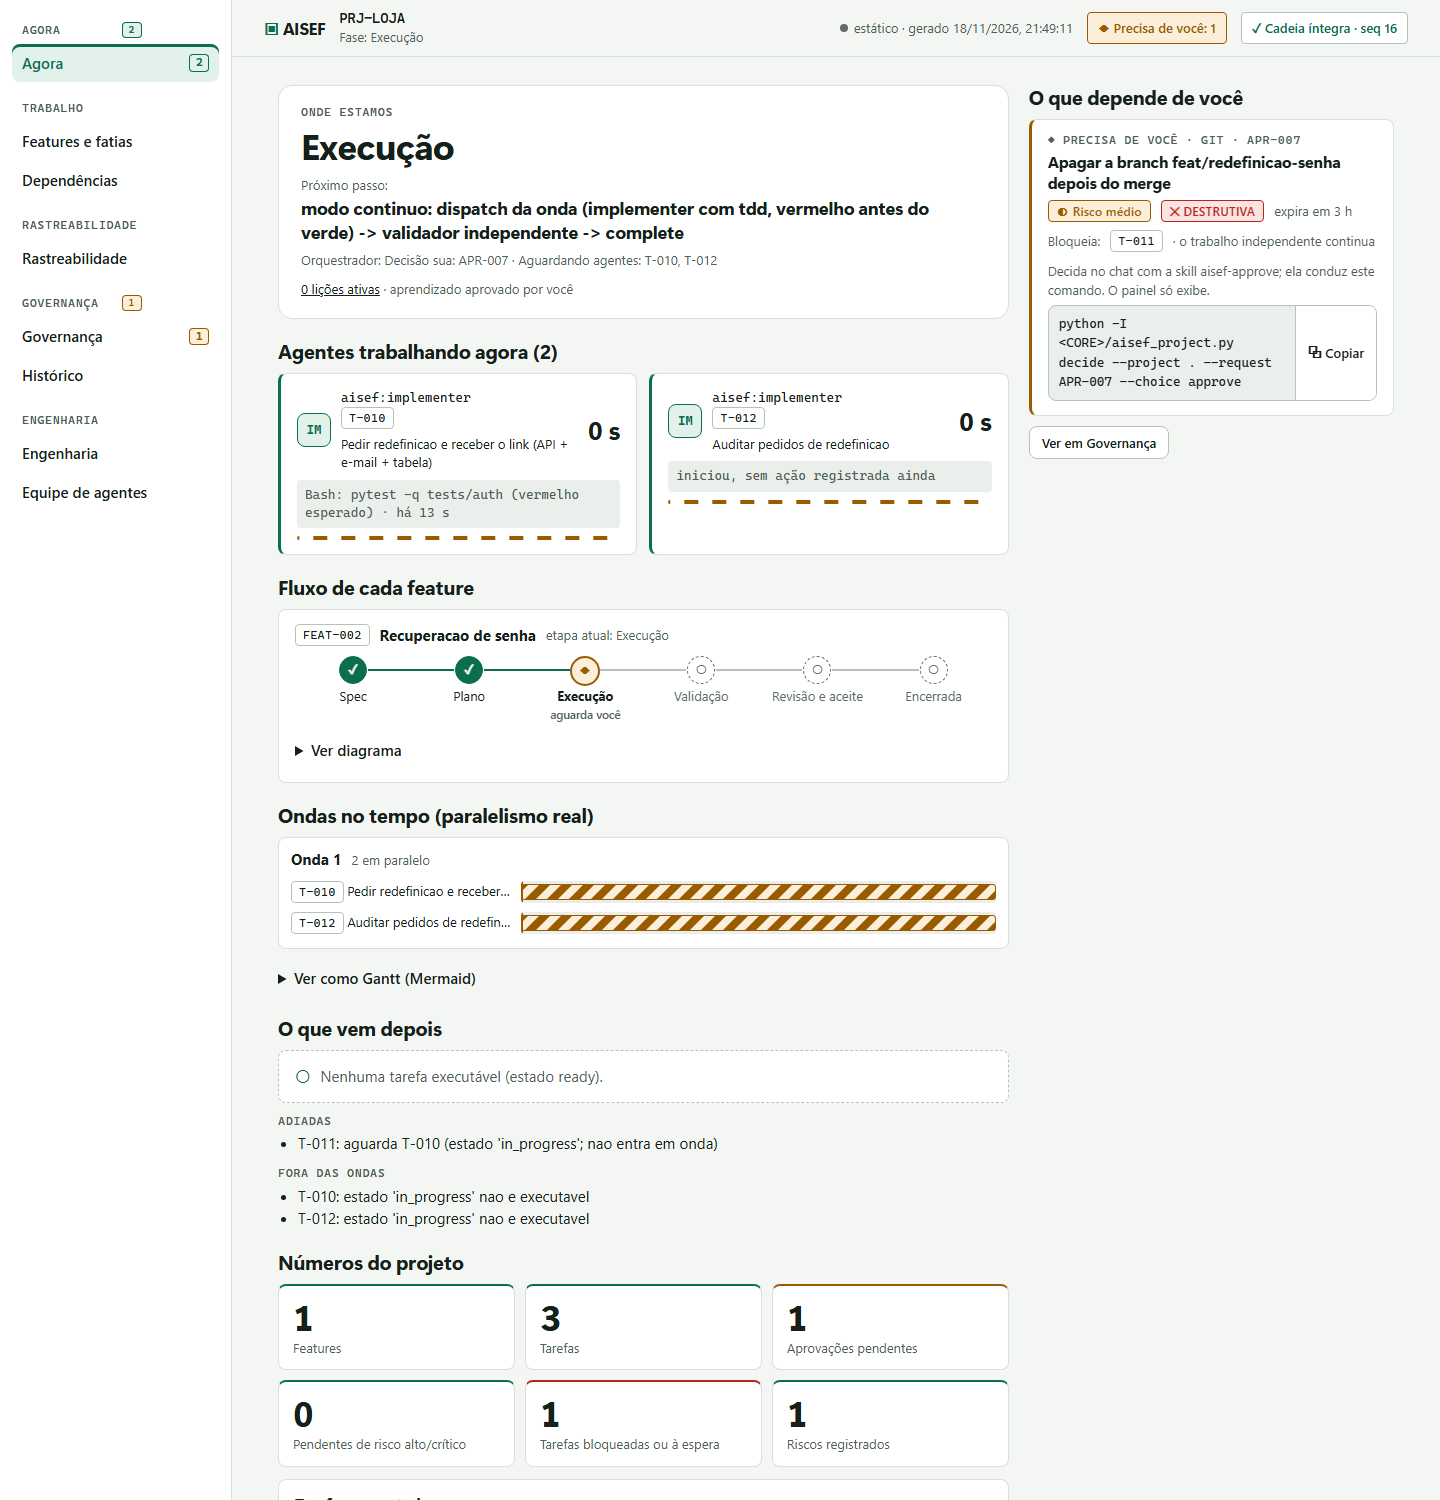 AGORA 2
Agora 2
TRABALHO
Features e fatias
Dependências
RASTREABILIDADE
Rastreabilidade
GOVERNANÇA 1
Governança 1
Histórico
ENGENHARIA
Engenharia
Equipe de agentes
AISEF
PRJ-LOJA
Fase: Execução
estático · gerado 18/11/2026, 21:49:11
Precisa de você: 1
Cadeia íntegra · seq 16
ONDE ESTAMOS
Execução
Próximo passo:
modo continuo: dispatch da onda (implementer com tdd, vermelho antes do
verde) -> validador independente -> complete
Orquestrador: Decisão sua: APR-007 · Aguardando agentes: T-010, T-012
0 lições ativas · aprendizado aprovado por você
Agentes trabalhando agora (2)
IM
aisef:implementer
T-010
Pedir redefinicao e receber o link (API +
e-mail + tabela)
0 s
Bash: pytest -q tests/auth (vermelho
esperado) · há 13 s
IM
aisef:implementer
T-012
Auditar pedidos de redefinicao
0 s
iniciou, sem ação registrada ainda
Fluxo de cada feature
FEAT-002 Recuperacao de senha etapa atual: Execução
Spec Plano Execução Validação Revisão e aceite Encerrada
aguarda você
Ver diagrama
Ondas no tempo (paralelismo real)
Onda 1 2 em paralelo
T-010 Pedir redefinicao e receber...
T-012 Auditar pedidos de redefin...
Ver como Gantt (Mermaid)
O que vem depois
Nenhuma tarefa executável (estado ready).
ADIADAS
T-011: aguarda T-010 (estado 'in_progress'; nao entra em onda)
FORA DAS ONDAS
T-010: estado 'in_progress' nao e executavel
T-012: estado 'in_progress' nao e executavel
Números do projeto
1
Features
3
Tarefas
1
Aprovações pendentes
0
Pendentes de risco alto/crítico
1
Tarefas bloqueadas ou à espera
1
Riscos registrados
O que depende de você
PRECISA DE VOCÊ · GIT · APR-007
Apagar a branch feat/redefinicao-senha
depois do merge
Risco médio DESTRUTIVA expira em 3 h
Bloqueia: T-011 · o trabalho independente continua
Decida no chat com a skill aisef-approve; ela conduz este
comando. O painel só exibe.
python -I
<CORE>/aisef_project.py
decide --project . --request
APR-007 --choice approve
Copiar
Ver em Governança